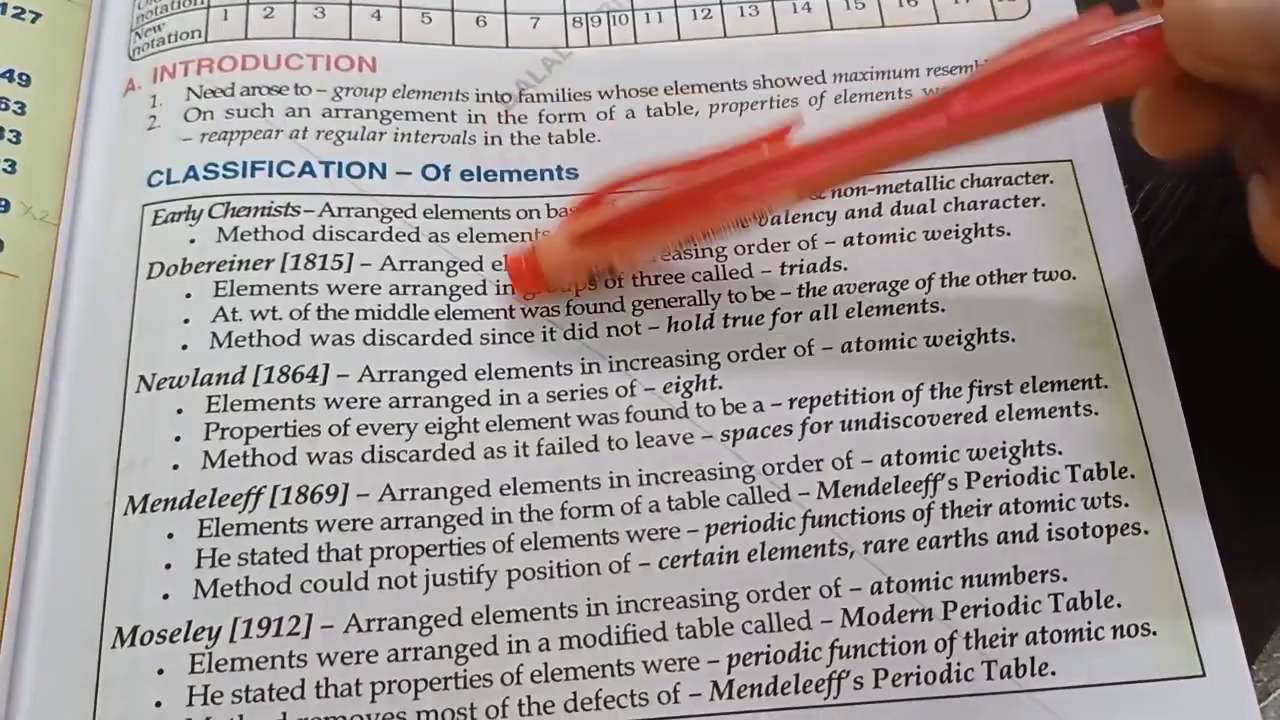 127
notation
New notation 1 2 3 4 5 6 7 8 9 10 11 12 13 14 15 16
49
63
A. INTRODUCTION
1. Need arose to – group elements into families whose elements showed maximum
2. On such an arrangement in the form of a table, properties of elements
– reappear at regular intervals in the table.
CLASSIFICATION – Of elements
Early Chemists – Arranged elements on non-metallic character.
• Method discarded as elements valency and dual character.
Dobereiner [1815] – Arranged order of – atomic weights.
• Elements were arranged in groups of three called – triads.
• At. wt. of the middle element was found generally to be – the average of the other two.
• Method was discarded since it did not – hold true for all elements.
Newland [1864] – Arranged elements in increasing order of – atomic weights.
• Elements were arranged in a series of – eight.
• Properties of every eight element was found to be a – repetition of the first element.
• Method was discarded as it failed to leave – spaces for undiscovered elements.
Mendeleeff [1869] – Arranged elements in increasing order of – atomic weights.
• Elements were arranged in the form of a table called – Mendeleeff's Periodic Table.
• He stated that properties of elements were – periodic functions of their atomic wts.
• Method could not justify position of – certain elements, rare earths and isotopes.
Moseley [1912] – Arranged elements in increasing order of – atomic numbers.
• Elements were arranged in a modified table called – Modern Periodic Table.
• He stated that properties of elements were – periodic function of their atomic nos.
removes most of the defects of – Mendeleeff's Periodic Table.